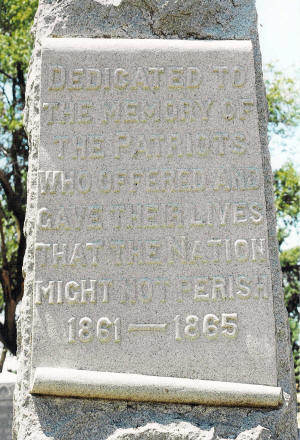 DEDICATED TO
THE MEMORY OF
THE PATRIOTS
WHO OFFERED AND
GAVE THEIR LIVES
THAT THE NATION
MIGHT NOT PERISH
1861 — 1865